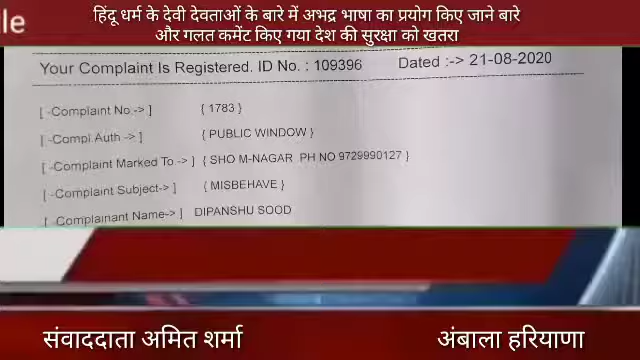 le
हिंदू धर्म के देवी देवताओं के बारे में अभद्र भाषा का प्रयोग किए जाने बारे
और गलत कमेंट किए गया देश की सुरक्षा को खतरा
Your Complaint Is Registered. ID No. : 109396 Dated :-> 21-08-2020
[ -Complaint No.-> ] { 1783 }
[ -Compl.Auth -> ] { PUBLIC WINDOW }
[ -Complaint Marked To -> ] { SHO M-NAGAR PH NO 9729990127 }
[ -Complaint Subject-> ] { MISBEHAVE }
[ -Complainant Name-> ] DIPANSHU SOOD
संवाददाता अमित शर्मा अंबाला हरियाणा